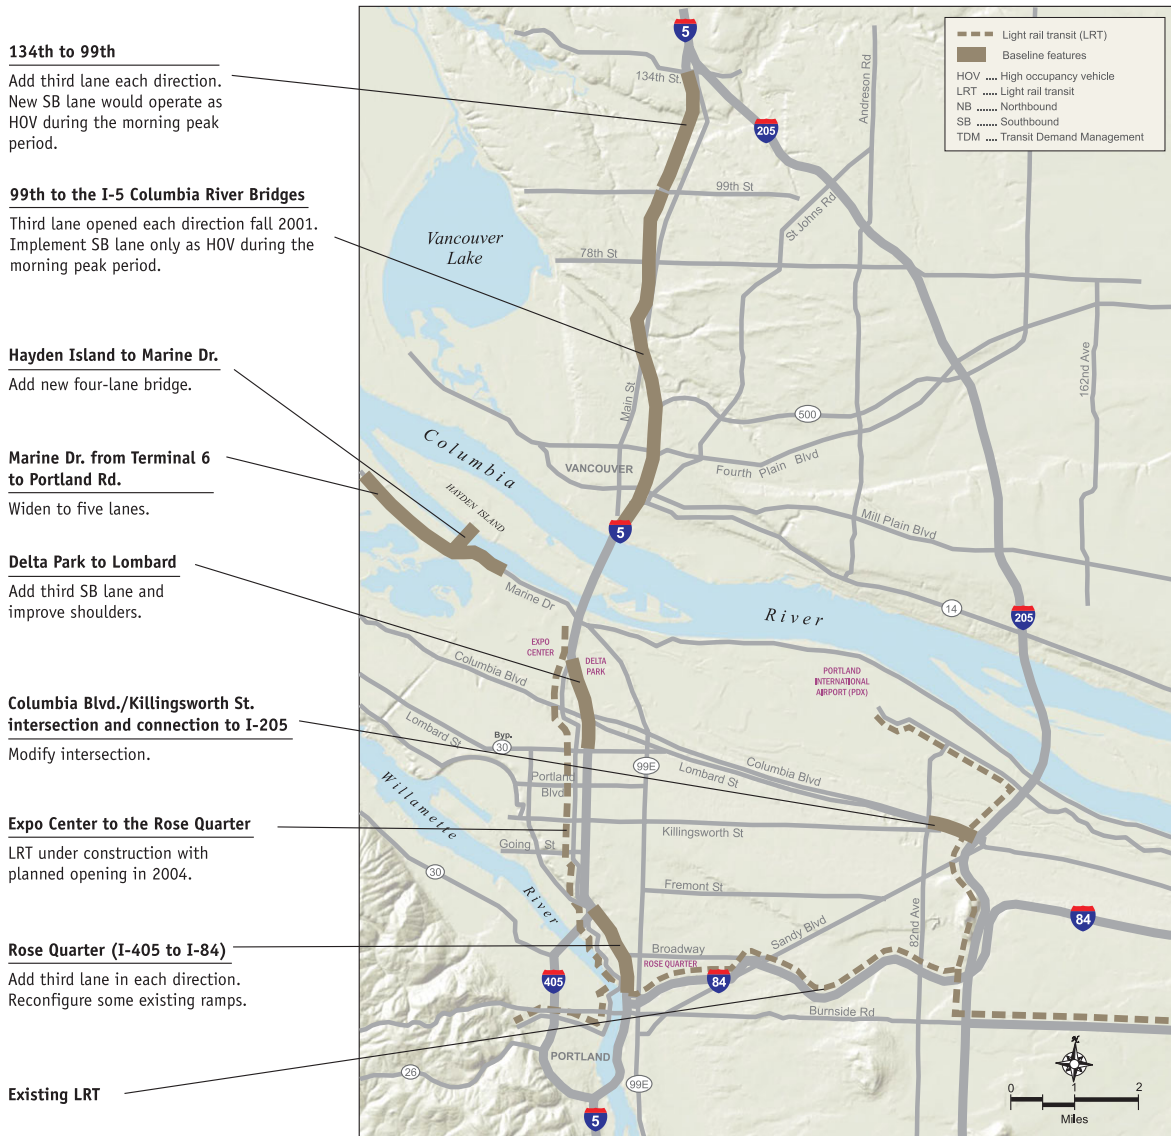 134th to 99th
Add third lane each direction.
New SB lane would operate as
HOV during the morning peak
period.
99th to the I-5 Columbia River Bridges
Third lane opened each direction fall 2001.
Implement SB lane only as HOV during the
morning peak period.
Hayden Island to Marine Dr.
Add new four-lane bridge.
Marine Dr. from Terminal 6
to Portland Rd.
Widen to five lanes.
Delta Park to Lombard
Add third SB lane and
improve shoulders.
Columbia Blvd./Killingsworth St.
intersection and connection to I-205
Modify intersection.
Expo Center to the Rose Quarter
LRT under construction with
planned opening in 2004.
Rose Quarter (I-405 to I-84)
Add third lane in each direction.
Reconfigure some existing ramps.
Existing LRT
Light rail transit (LRT)
Baseline features
HOV .... High occupancy vehicle
LRT ..... Light rail transit
NB ....... Northbound
SB ....... Southbound
TDM .... Transit Demand Management
5
134th St.
205
Andreson Rd
99th St
St Johns Rd
Vancouver
Lake
78th St
162nd Ave
Main St
500
Columbia
VANCOUVER
Fourth Plain Blvd
HAYDEN ISLAND
5
Mill Plain Blvd
Marine Dr
River
14
205
EXPO
CENTER
DELTA
PARK
Columbia Blvd
PORTLAND
INTERNATIONAL
AIRPORT (PDX)
Lombard St
Byp.
30
99E
Lombard St
Columbia Blvd
Portland
Blvd
Willamette
Killingsworth St
Going St
30
River
Fremont St
82nd Ave
Sandy Blvd
84
Broadway
ROSE QUARTER
405
84
Burnside Rd
PORTLAND
26
99E
5
N
0 1 2
Miles